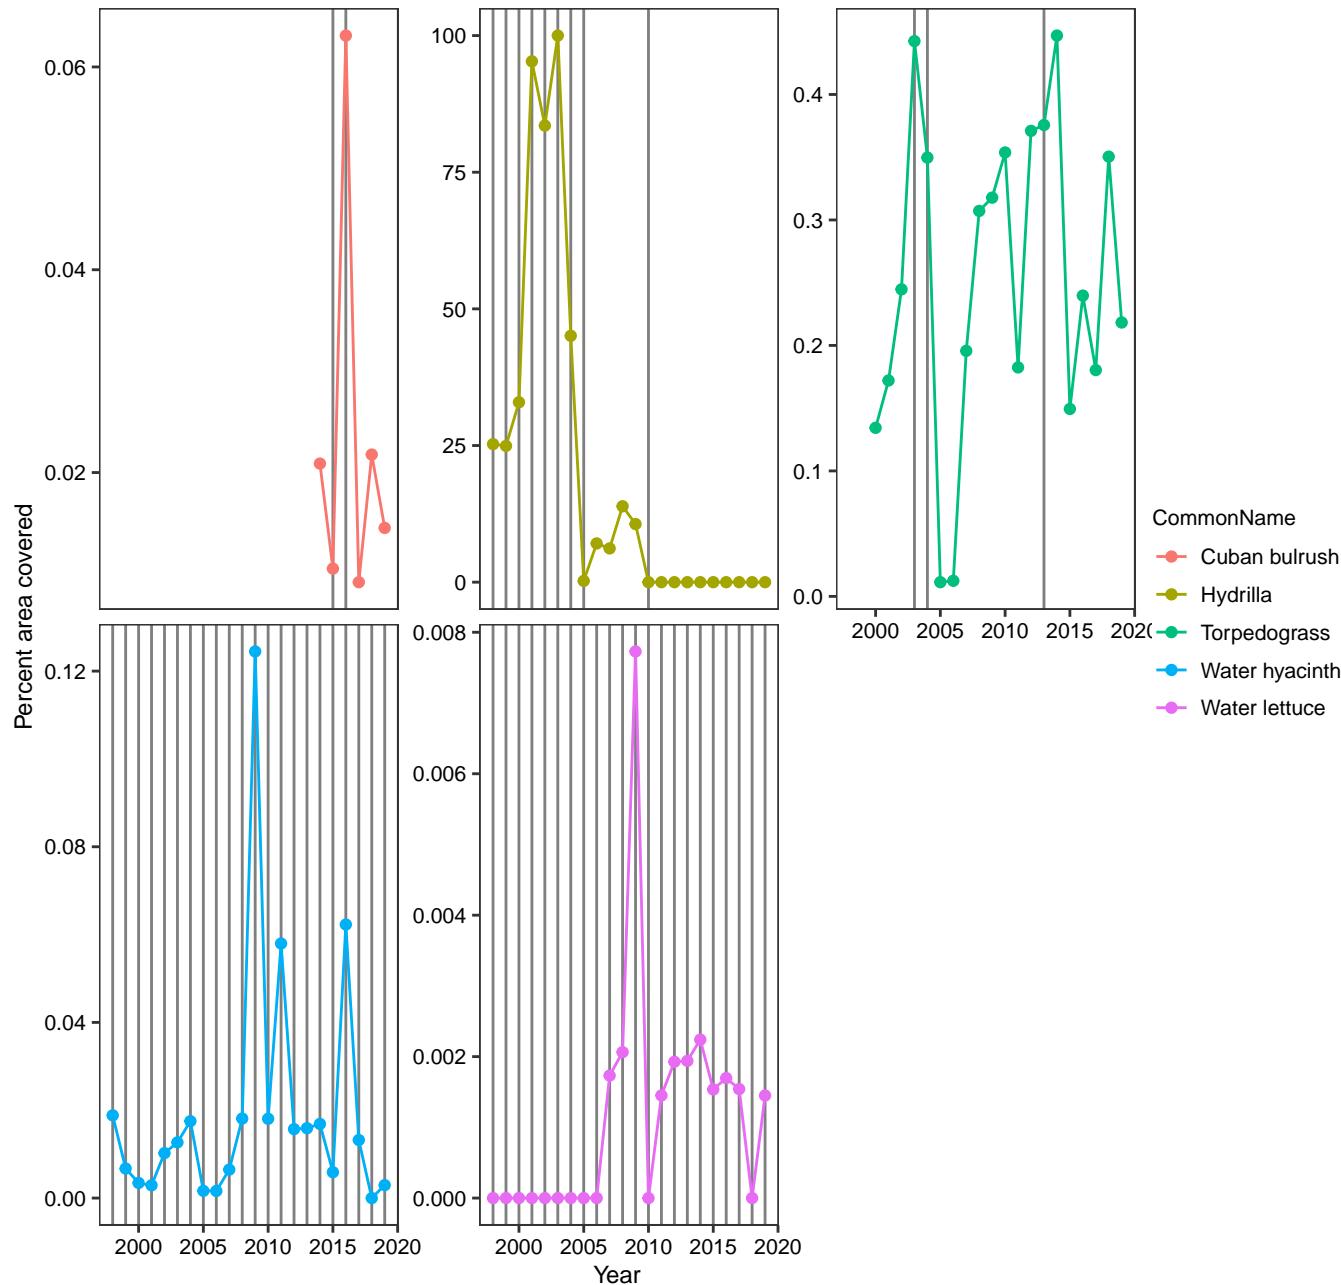 Percent area covered
0.06
0.04
0.02
100
75
50
25
0
0.4
0.3
0.2
0.1
0.0
2000 2005 2010 2015 2020
0.12
0.08
0.04
0.00
0.008
0.006
0.004
0.002
0.000
2000 2005 2010 2015 2020
2000 2005 2010 2015 2020
Year
CommonName
Cuban bulrush
Hydrilla
Torpedograss
Water hyacinth
Water lettuce